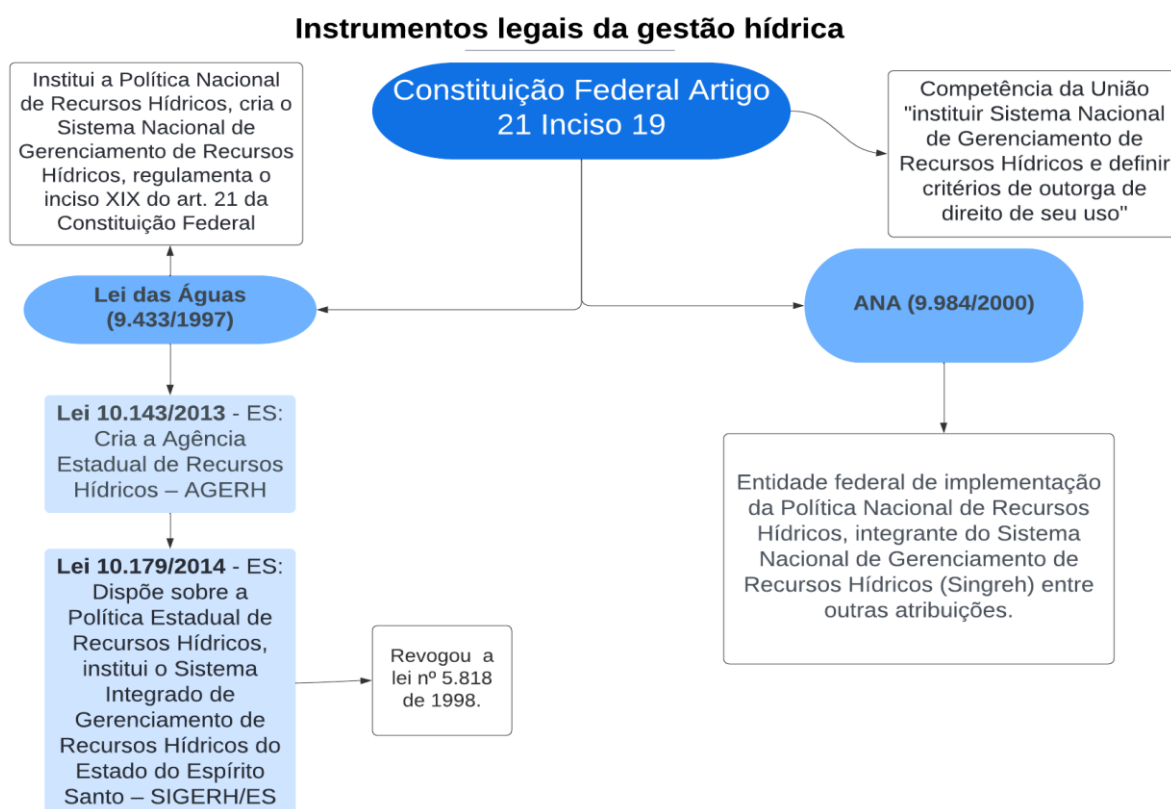 Instrumentos legais da gestão hídrica
Institui a Política Nacional
de Recursos Hídricos, cria o
Sistema Nacional de
Gerenciamento de Recursos
Hídricos, regulamenta o
inciso XIX do art. 21 da
Constituição Federal
Constituição Federal Artigo
21 Inciso 19
Competência da União
"instituir Sistema Nacional
de Gerenciamento de
Recursos Hídricos e definir
critérios de outorga de
direito de seu uso"
Lei das Águas
(9.433/1997)
ANA (9.984/2000)
Lei 10.143/2013 - ES:
Cria a Agência
Estadual de Recursos
Hídricos – AGERH
Entidade federal de implementação
da Política Nacional de Recursos
Hídricos, integrante do Sistema
Nacional de Gerenciamento de
Recursos Hídricos (Singreh) entre
outras atribuições.
Lei 10.179/2014 - ES:
Dispõe sobre a
Política Estadual de
Recursos Hídricos,
institui o Sistema
Integrado de
Gerenciamento de
Recursos Hídricos do
Estado do Espírito
Santo – SIGERH/ES
Revogou a
lei nº 5.818
de 1998.